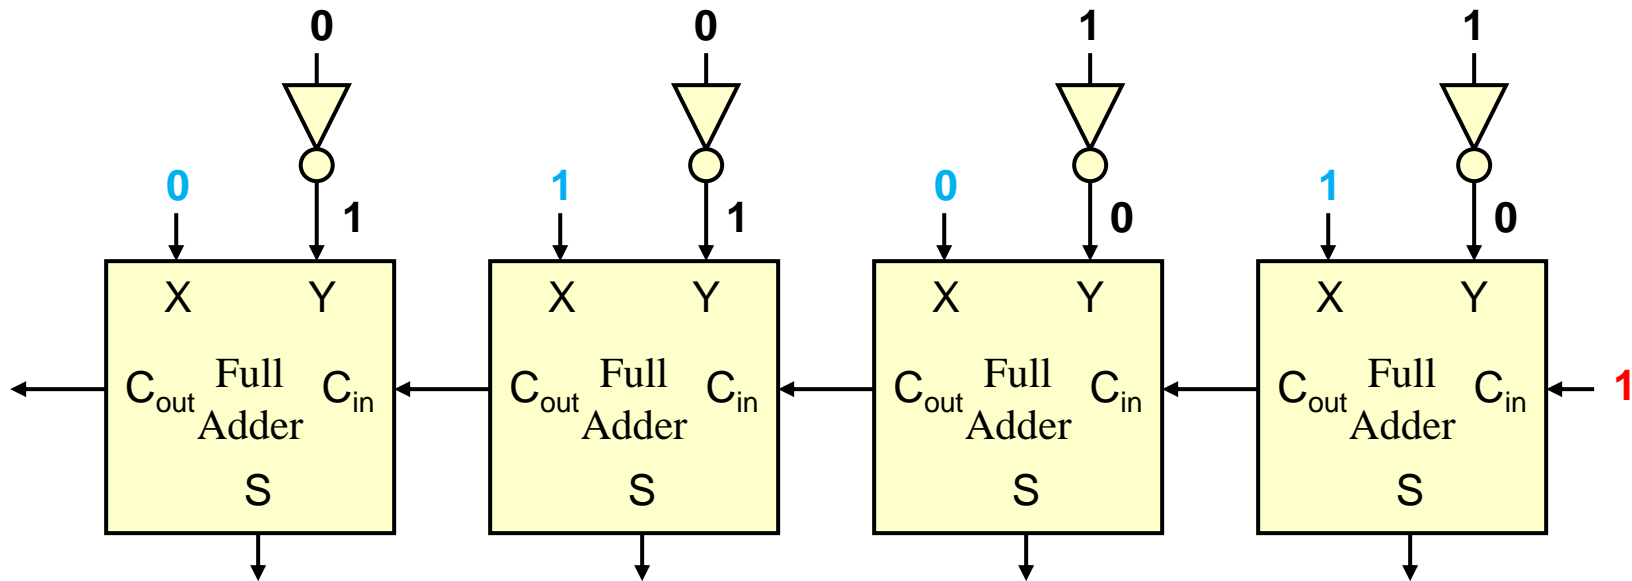 0 0 1 1
0 1 0 1
1 1 0 0
X Y X Y X Y X Y
Cout Full Cin Cout Full Cin Cout Full Cin Cout Full Cin 1
Adder Adder Adder Adder
S S S S